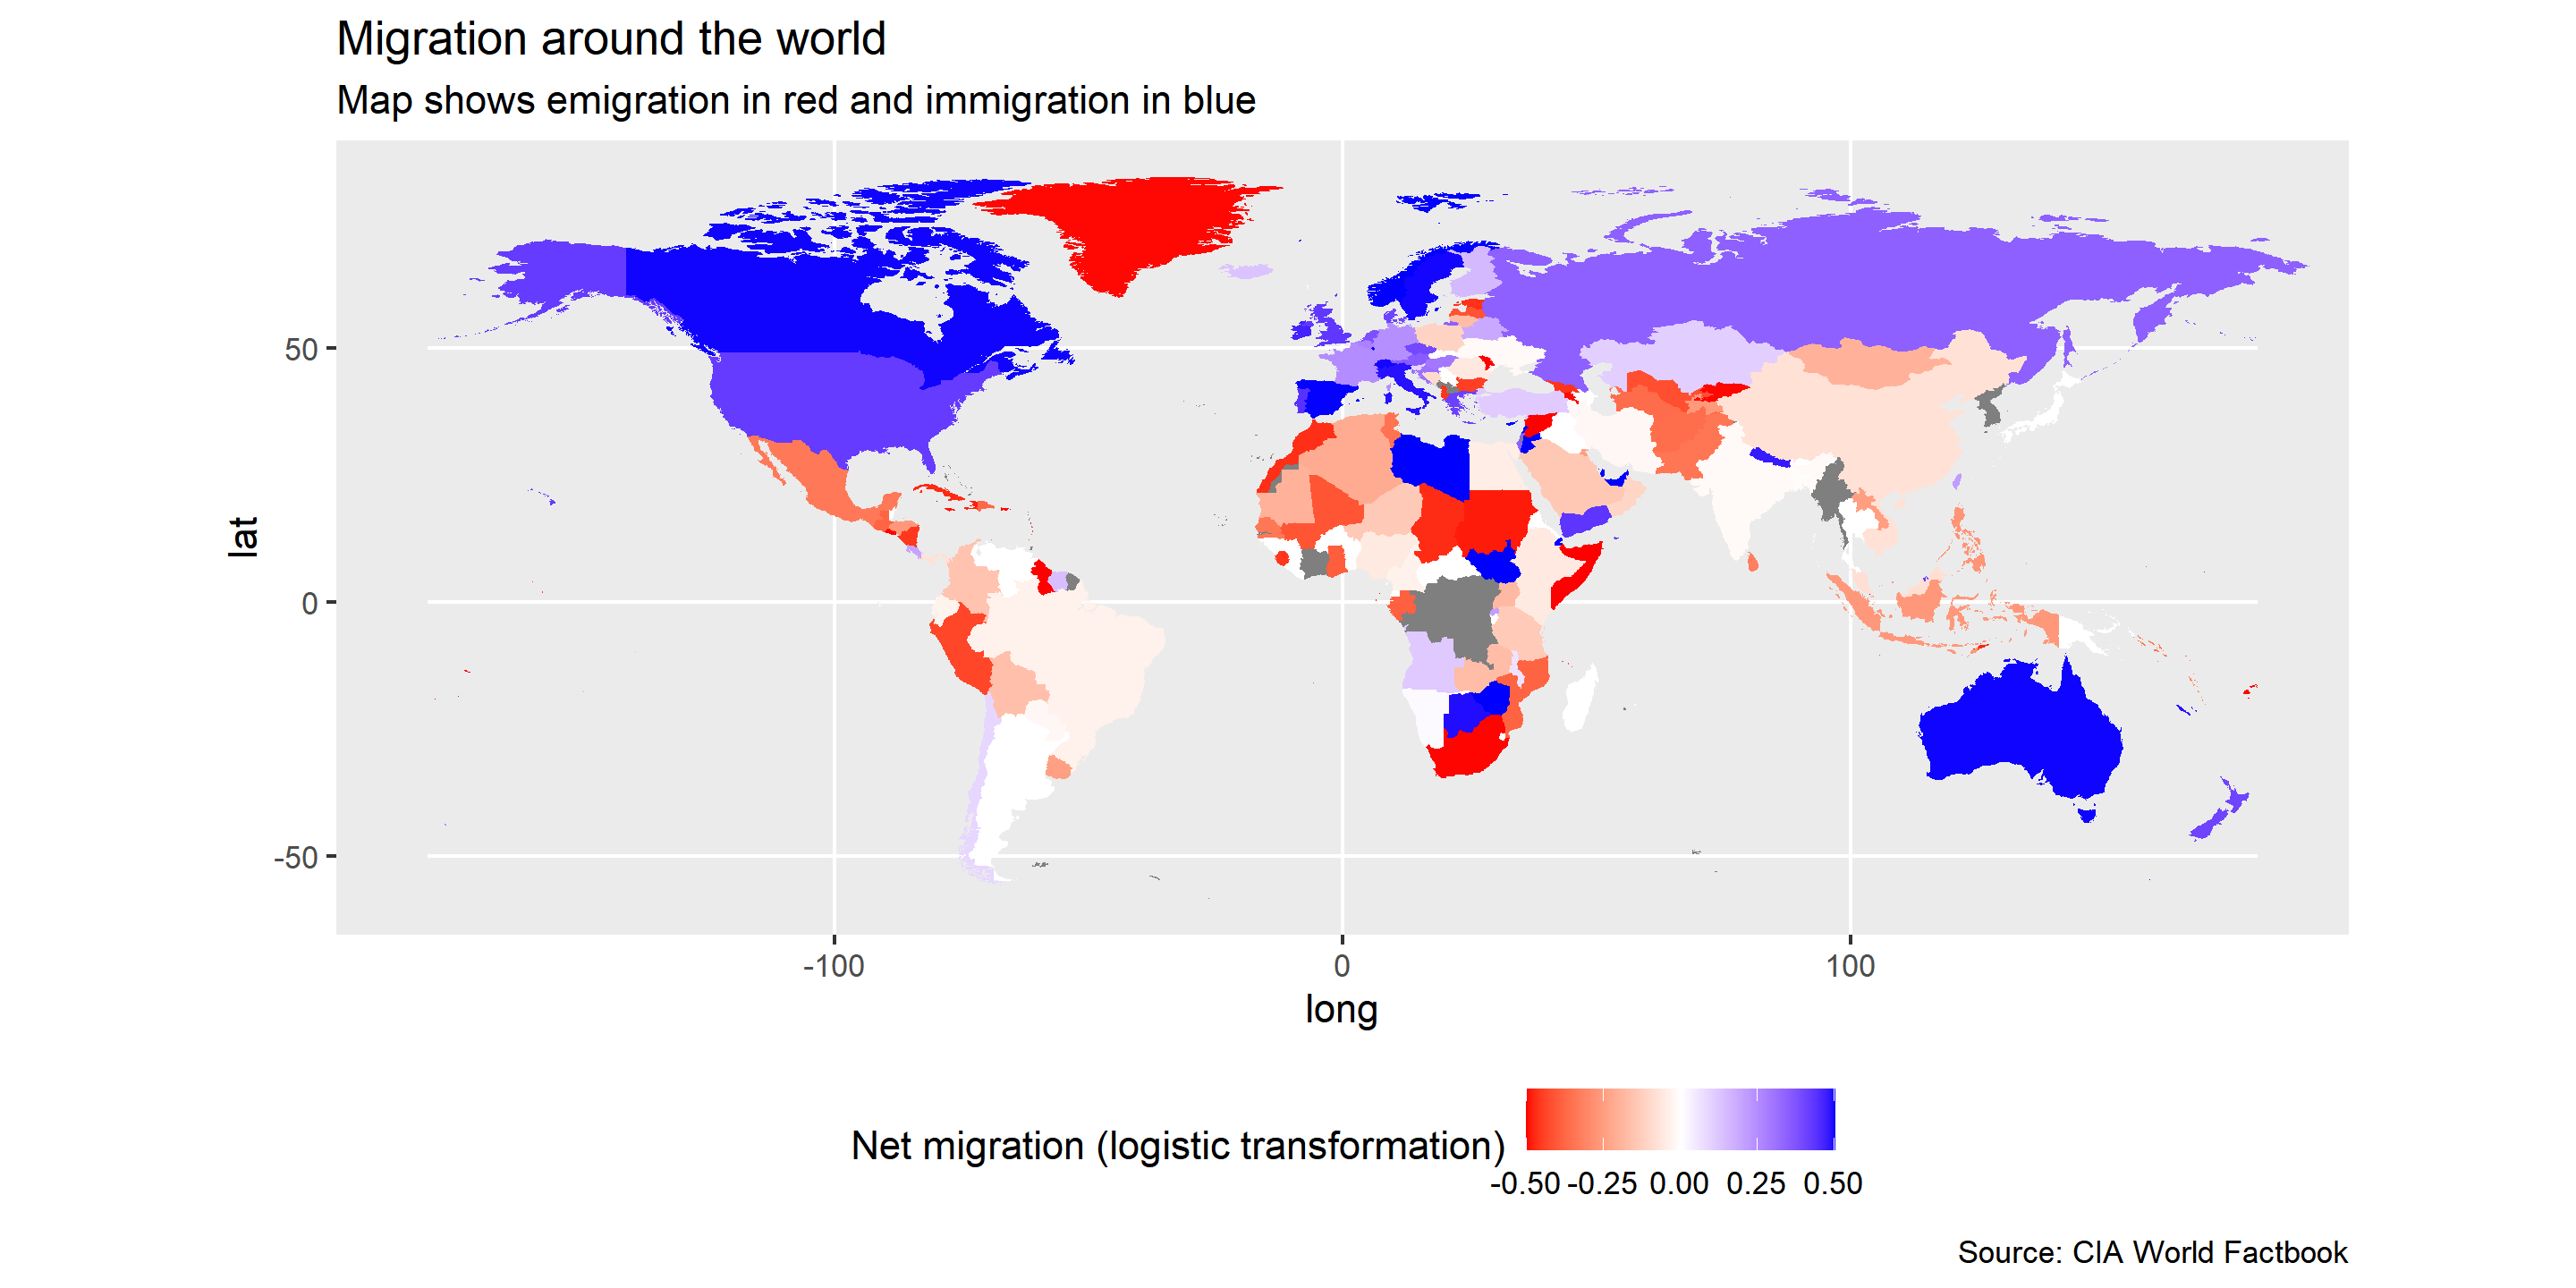 Migration around the world
Map shows emigration in red and immigration in blue
50
0
-50
lat
-100 0 100
long
Net migration (logistic transformation)
-0.50 -0.25 0.00 0.25 0.50
Source: CIA World Factbook